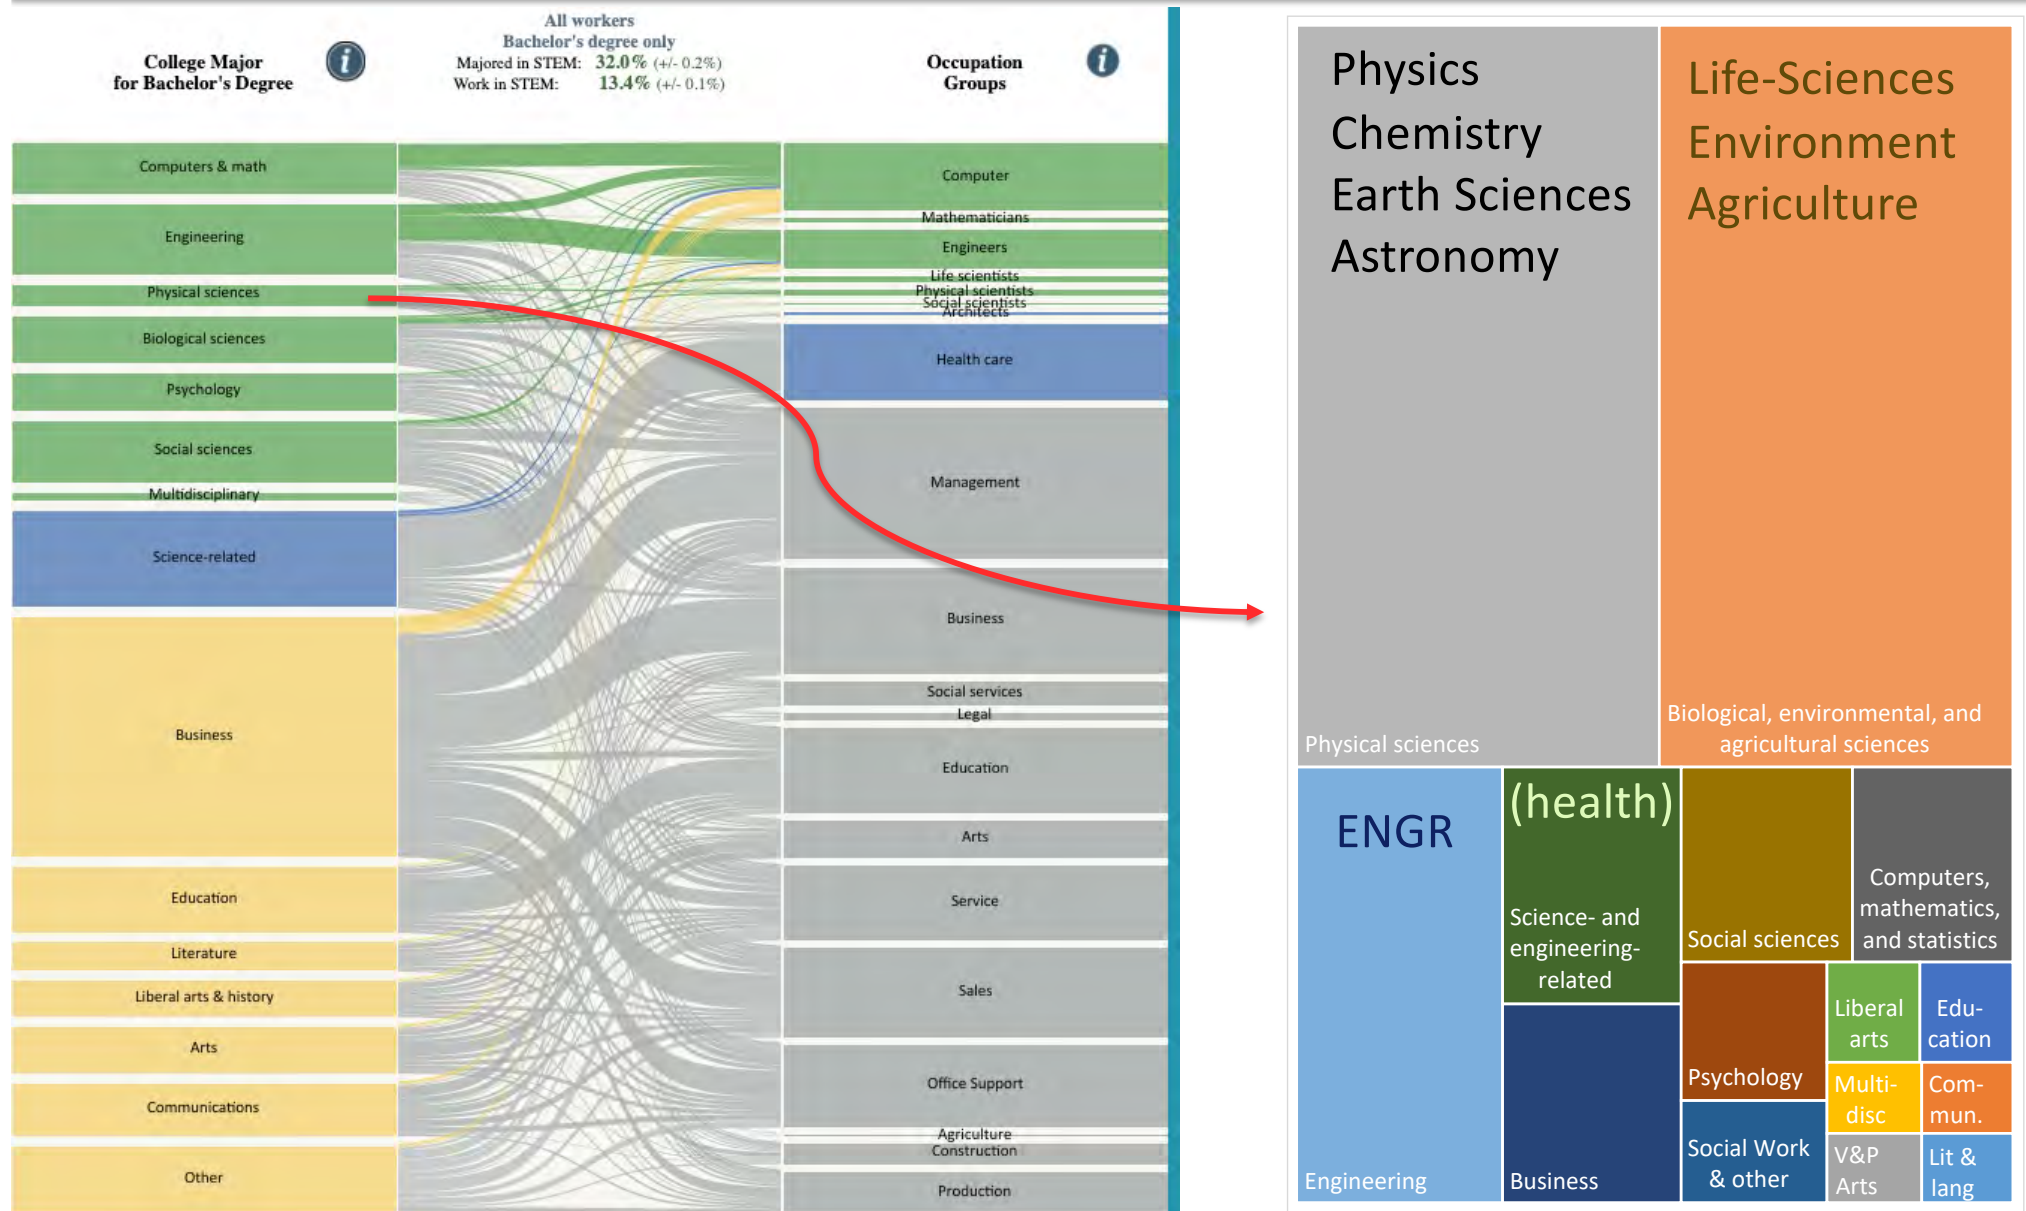 College Major
for Bachelor's Degree
i
All workers
Bachelor's degree only
Majored in STEM: 32.0% (+/- 0.2%)
Work in STEM: 13.4% (+/- 0.1%)
Occupation
Groups
i
Computers & math
Engineering
Physical sciences
Biological sciences
Psychology
Social sciences
Multidisciplinary
Science-related
Business
Education
Literature
Liberal arts & history
Arts
Communications
Other
Computer
Mathematicians
Engineers
Life scientists
Physical scientists
Social scientists
Architects
Health care
Management
Business
Social services
Legal
Education
Arts
Service
Sales
Office Support
Agriculture
Construction
Production
Physics
Chemistry
Earth Sciences
Astronomy
Physical sciences
Life-Sciences
Environment
Agriculture
Biological, environmental, and
agricultural sciences
ENGR
Engineering
(health)
Science- and
engineering-
related
Business
Social sciences
Computers,
mathematics,
and statistics
Psychology
Social Work
& other
Liberal
arts
Edu-
cation
Multi-
disc
Com-
mun.
V&P
Arts
Lit &
lang